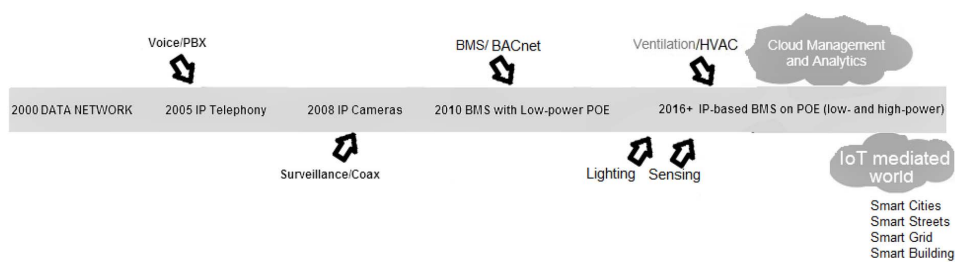 Voice/PBX
BMS/ BACnet
Ventilation/HVAC
Cloud Management
and Analytics
2000 DATA NETWORK
2005 IP Telephony
2008 IP Cameras
2010 BMS with Low-power POE
2016+ IP-based BMS on POE (low- and high-power)
Surveillance/Coax
Lighting
Sensing
IoT mediated
world
Smart Cities
Smart Streets
Smart Grid
Smart Building